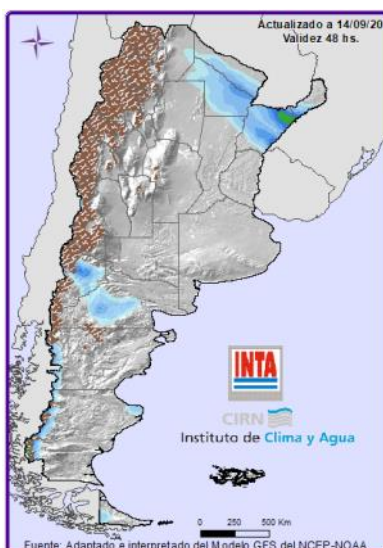 Actualizado a 14/09/20
Validez 48 hs.
INTA
CIRN
Instituto de Clima y Agua
0 250 500 Km
Fuente: Adaptado e interpretado del Modelo GFS del NCEP-NOAA